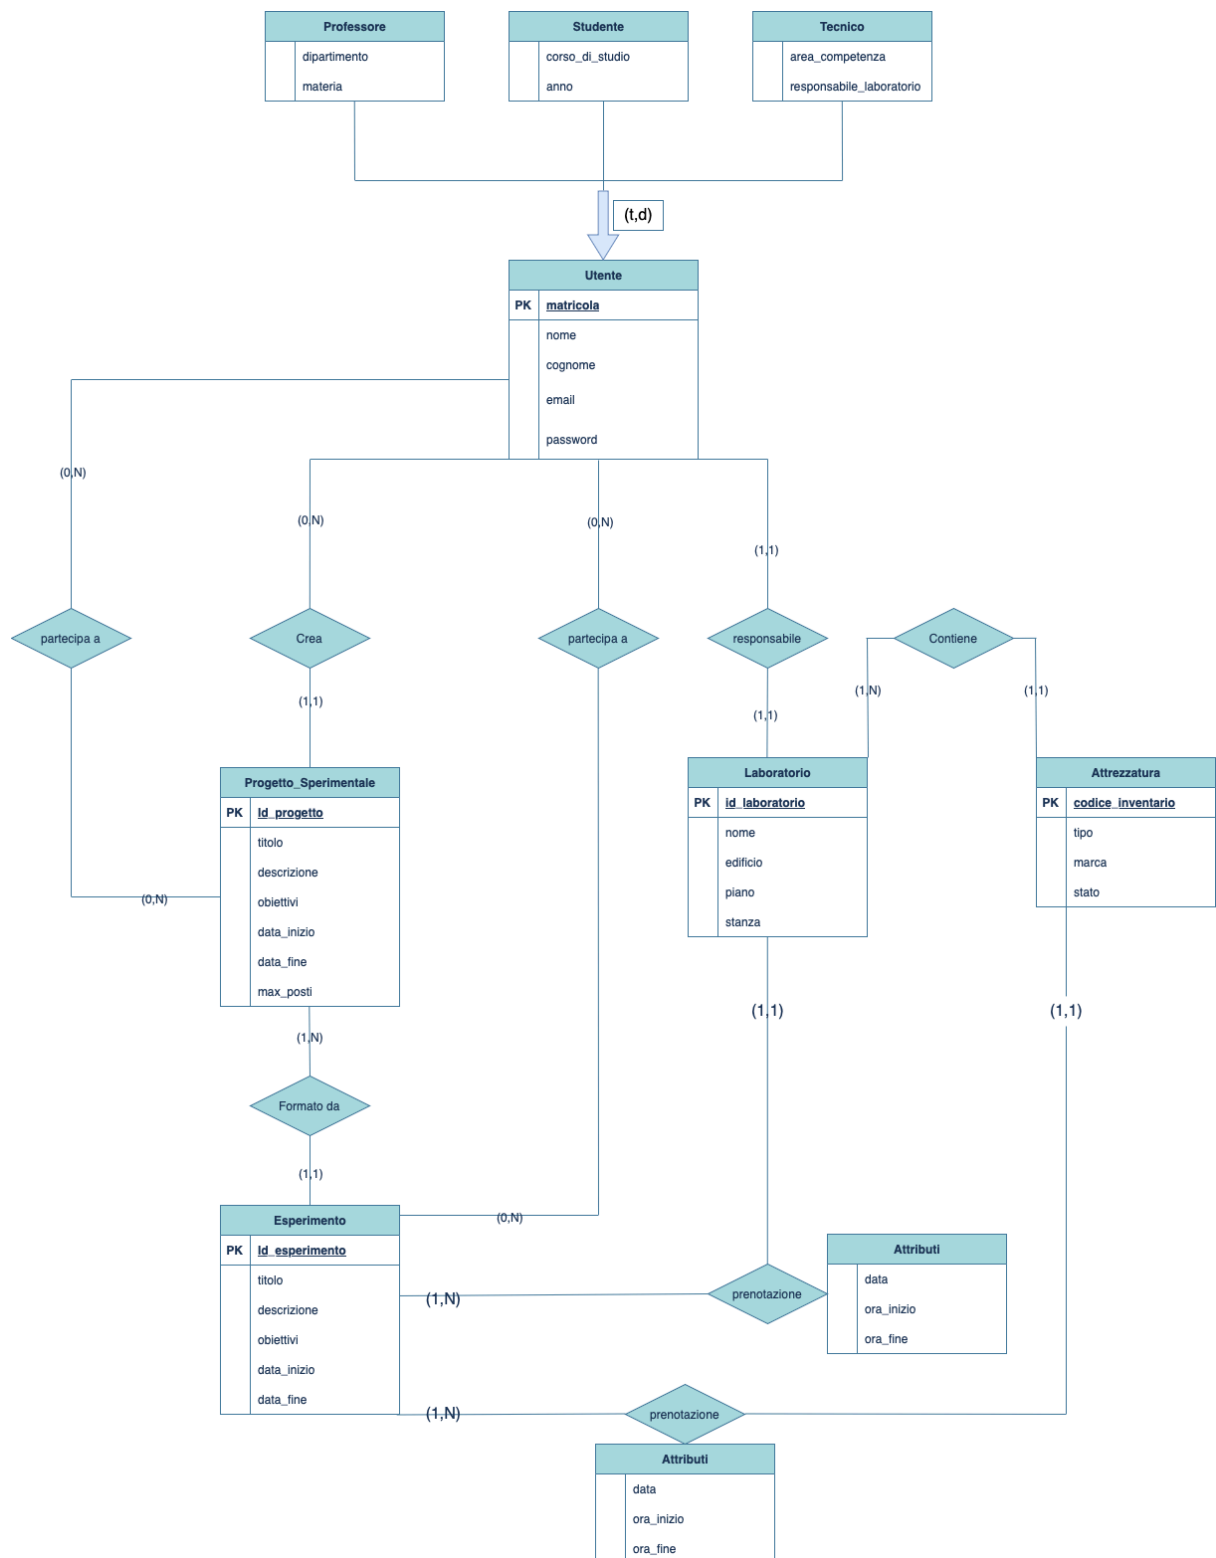 Professore
dipartimento
materia
Studente
corso_di_studio
anno
Tecnico
area_competenza
responsabile_laboratorio
(t,d)
Utente
PK matricola
nome
cognome
email
password
(0,N)
(0,N)
(0,N)
(1,1)
partecipa a
Crea
partecipa a
responsabile
Contiene
(1,1)
(1,1)
(1,N)
(1,1)
Progetto_Sperimentale
PK Id_progetto
titolo
descrizione
obiettivi
data_inizio
data_fine
max_posti
(0,N)
Laboratorio
PK id_laboratorio
nome
edificio
piano
stanza
Attrezzatura
PK codice_inventario
tipo
marca
stato
(1,N)
(1,1)
(1,1)
Formato da
(1,1)
(0,N)
Esperimento
PK Id_esperimento
titolo
descrizione
obiettivi
data_inizio
data_fine
(1,N)
prenotazione
Attributi
data
ora_inizio
ora_fine
(1,N)
prenotazione
Attributi
data
ora_inizio
ora_fine